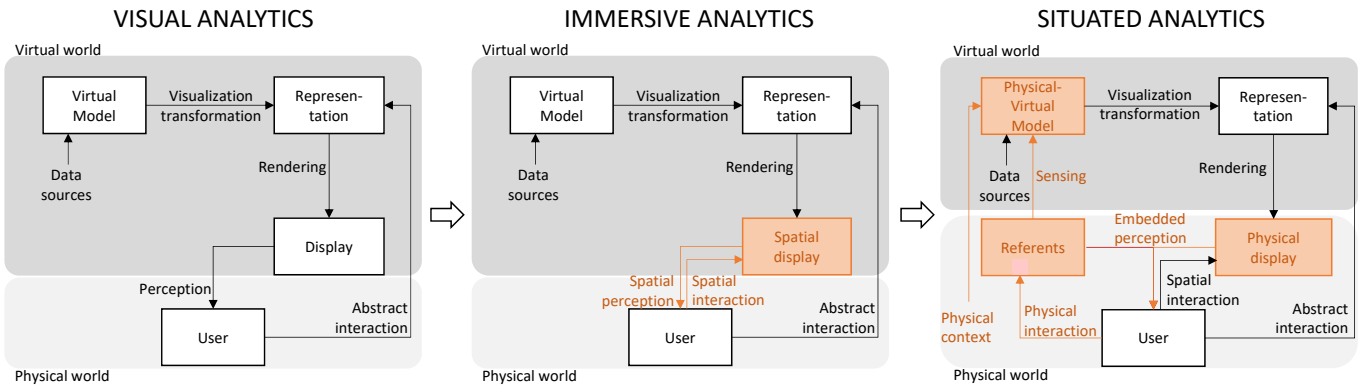 VISUAL ANALYTICS
Virtual world
Virtual
Model
Visualization
transformation
Represen-
tation
Data
sources
Rendering
Display
Perception
User
Abstract
interaction
Physical world
IMMERSIVE ANALYTICS
Virtual world
Virtual
Model
Visualization
transformation
Represen-
tation
Data
sources
Rendering
Spatial
display
Spatial
perception
Spatial
interaction
User
Abstract
interaction
Physical world
SITUATED ANALYTICS
Virtual world
Physical-
Virtual
Model
Visualization
transformation
Represen-
tation
Data
sources
Sensing
Rendering
Referents
Embedded
perception
Physical
display
Spatial
interaction
Physical
context
Physical
interaction
User
Abstract
interaction
Physical world